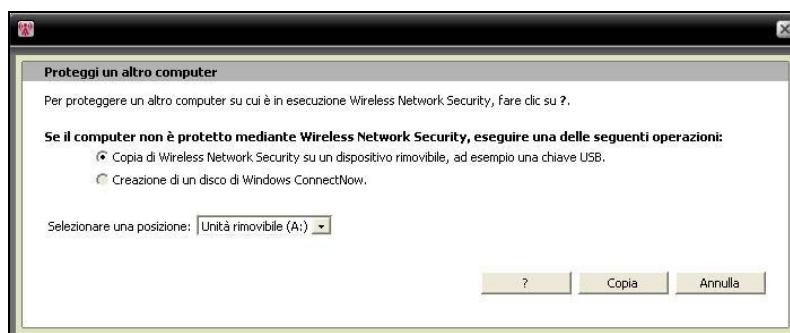 Proteggi un altro computer
Per proteggere un altro computer su cui è in esecuzione Wireless Network Security, fare clic su ?.
Se il computer non è protetto mediante Wireless Network Security, eseguire una delle seguenti operazioni:
Copia di Wireless Network Security su un dispositivo rimovibile, ad esempio una chiave USB.
Creazione di un disco di Windows ConnectNow.
Selezionare una posizione: Unità rimovibile (A:)
? Copia Annulla